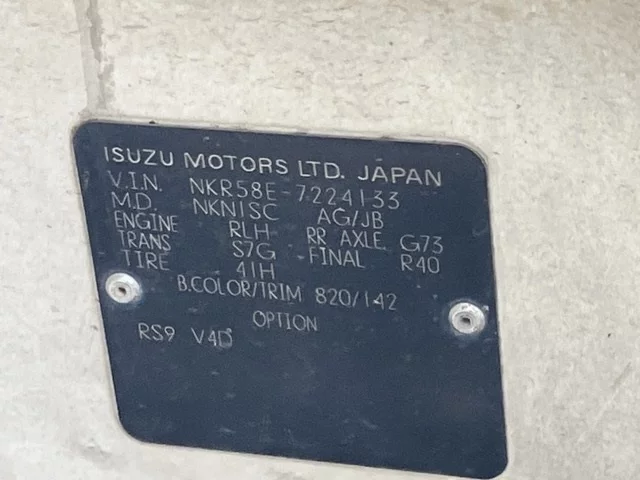 ISUZU MOTORS LTD. JAPAN
V.I.N. NKR58E-7224133
M.D. NKN1SC AG/JB
ENGINE RLH RR AXLE G73
TRANS S7G FINAL R40
TIRE 41H
B.COLOR/TRIM 820/142
OPTION
RS9 V4D